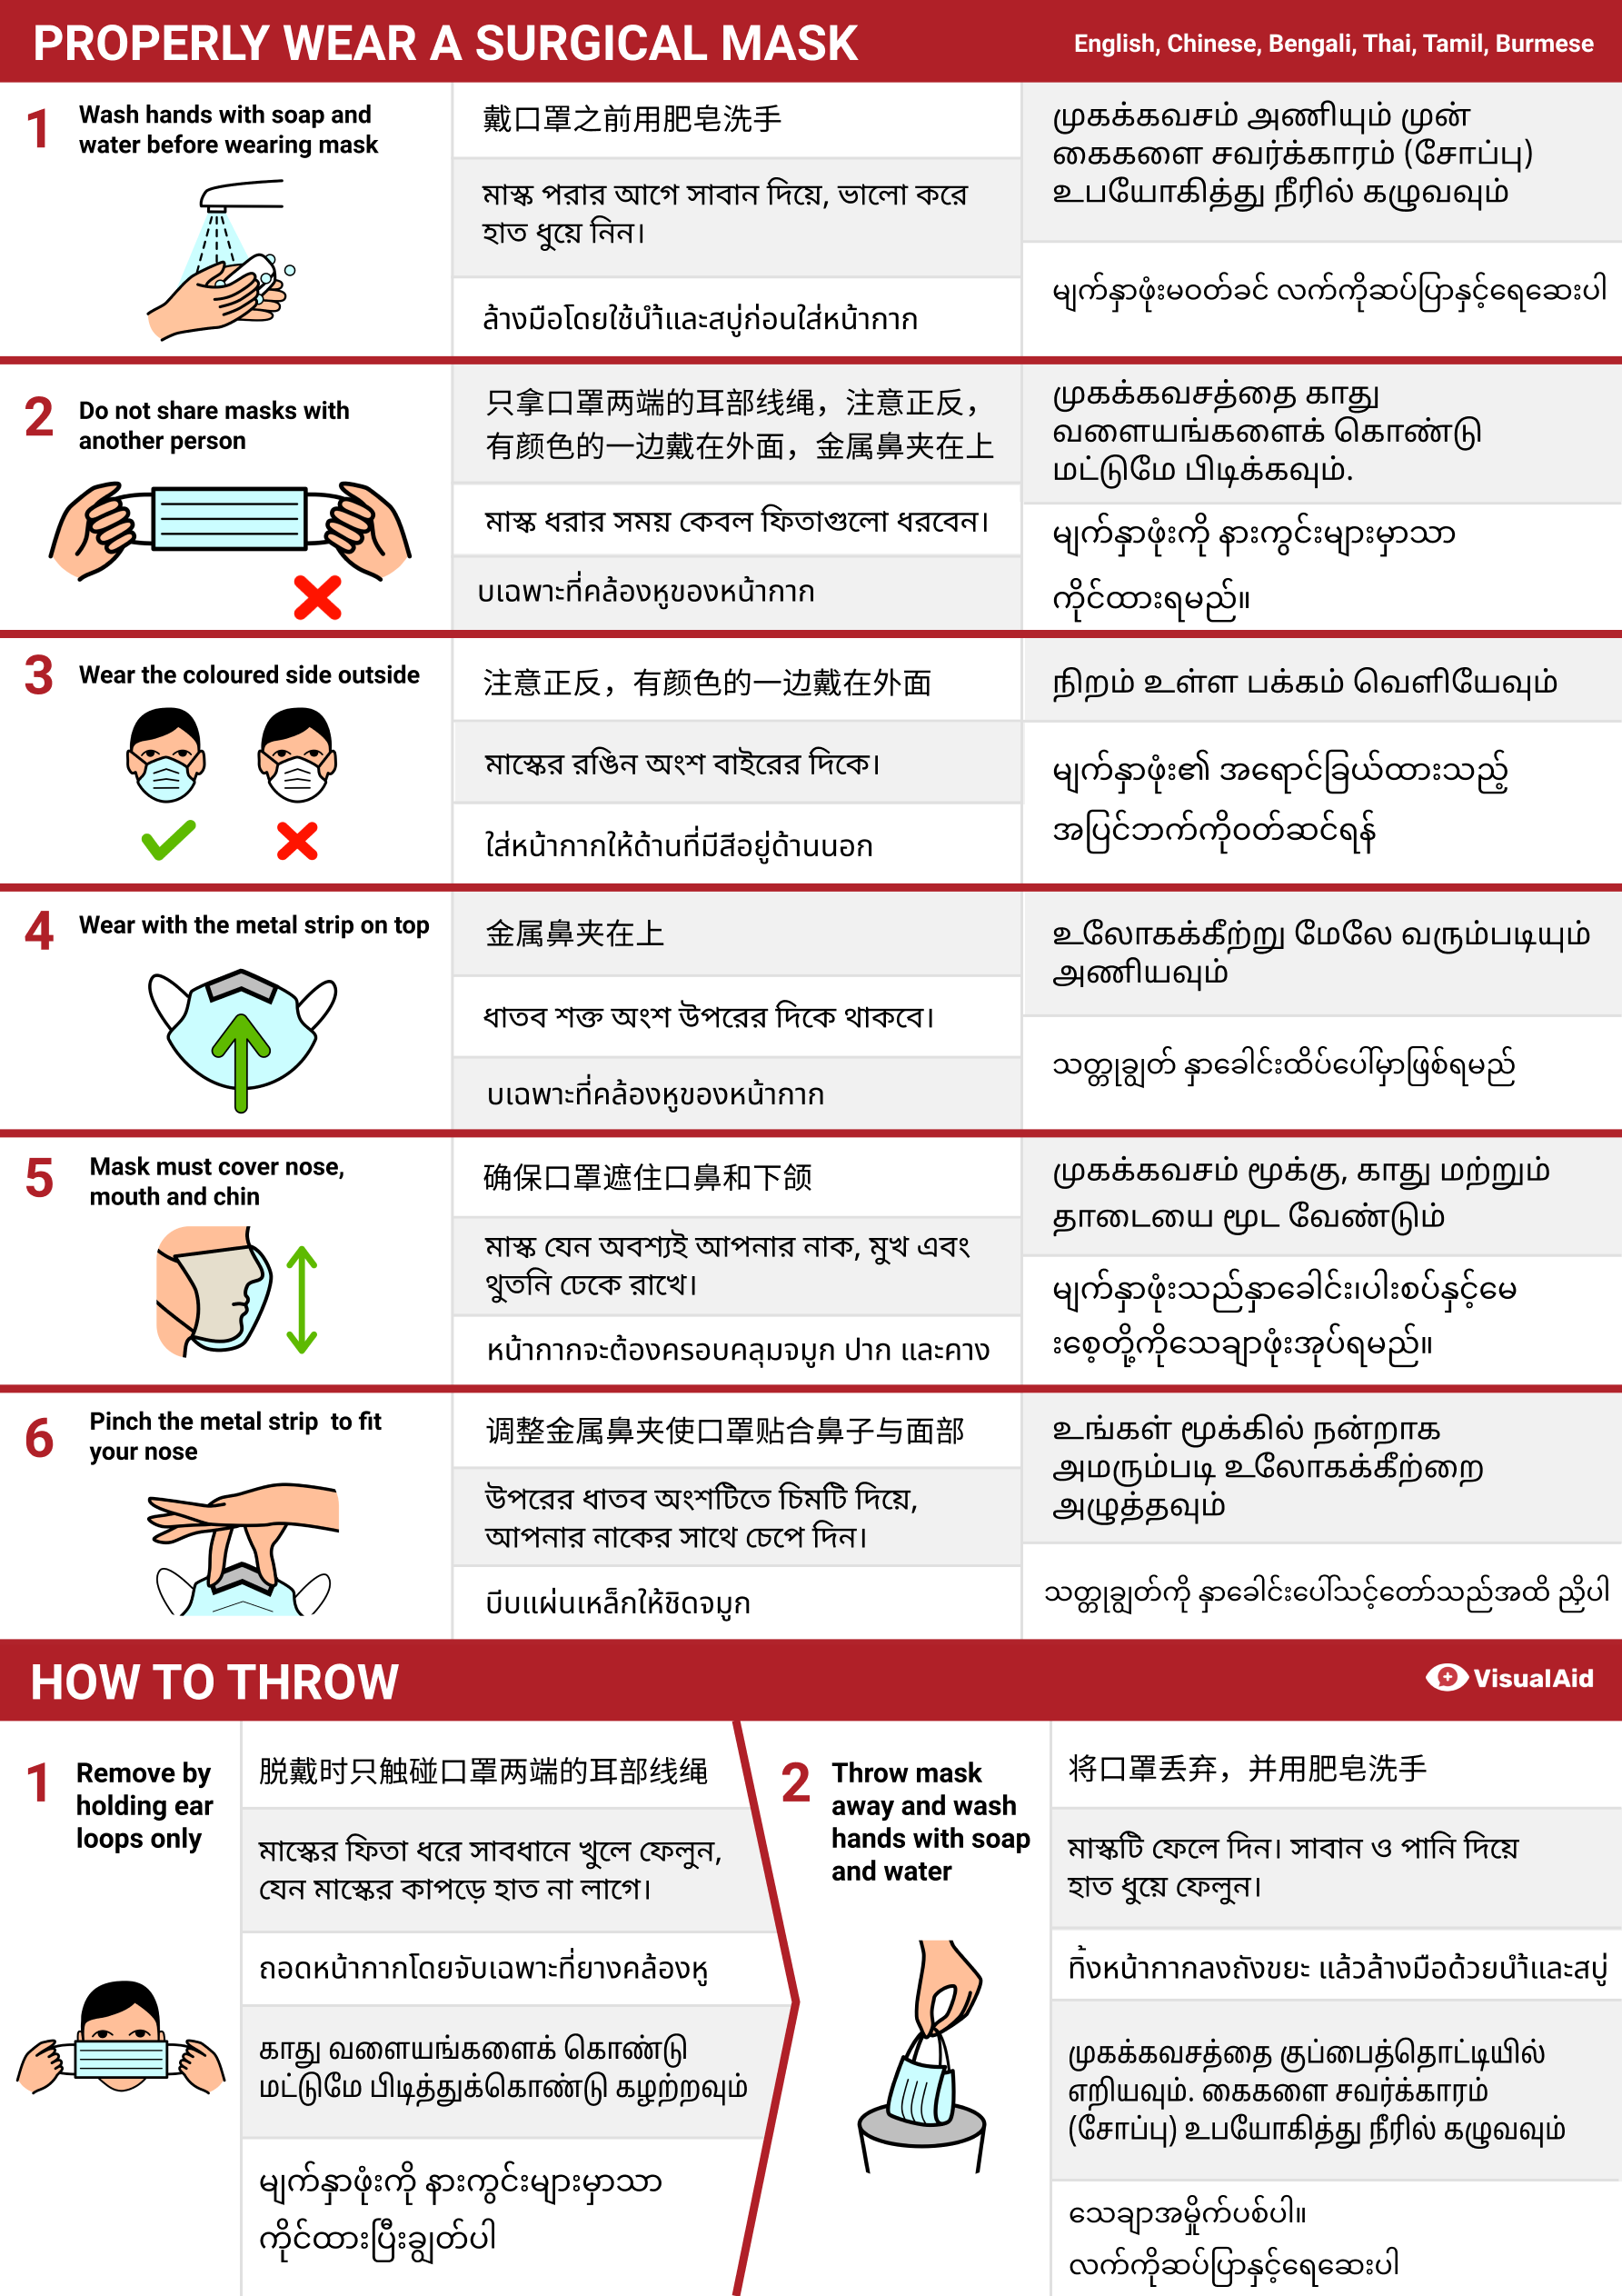 PROPERLY WEAR A SURGICAL MASK
English, Chinese, Bengali, Thai, Tamil, Burmese
1
Wash hands with soap and
water before wearing mask
戴口罩之前用肥皂洗手
মাস্ক পরার আগে সাবান দিয়ে, ভালো করে
হাত ধুয়ে নিন।
ล้างมือโดยใช้น้ำและสบู่ก่อนใส่หน้ากาก
முகக்கவசம் அணியும் முன்
கைகளை சவர்க்காரம் (சோப்பு)
உபயோகித்து நீரில் கழுவவும்
မျက်နှာဖုံးမဝတ်ခင် လက်ကိုဆပ်ပြာနှင့်ရေဆေးပါ
2
Do not share masks with
another person
只拿口罩两端的耳部线绳，注意正反，
有颜色的一边戴在外面，金属鼻夹在上
মাস্ক ধরার সময় কেবল ফিতাগুলো ধরবেন।
บเฉพาะที่คล้องหูของหน้ากาก
முகக்கவசத்தை காது
வளையங்களைக் கொண்டு
மட்டுமே பிடிக்கவும்.
မျက်နှာဖုံးကို နားကွင်းများမှာသာ
ကိုင်ထားရမည်။
3
Wear the coloured side outside
注意正反，有颜色的一边戴在外面
মাস্কের রঙিন অংশ বাইরের দিকে।
ใส่หน้ากากให้ด้านที่มีสีอยู่ด้านนอก
நிறம் உள்ள பக்கம் வெளியேவும்
မျက်နှာဖုံး၏ အရောင်ခြယ်ထားသည့်
အပြင်ဘက်ကိုဝတ်ဆင်ရန်
4
Wear with the metal strip on top
金属鼻夹在上
ধাতব শক্ত অংশ উপরের দিকে থাকবে।
บเฉพาะที่คล้องหูของหน้ากาก
உலோகக்கீற்று மேலே வரும்படியும்
அணியவும்
သတ္တုချွတ် နှာခေါင်းထိပ်ပေါ်မှာဖြစ်ရမည်
5
Mask must cover nose,
mouth and chin
确保口罩遮住口鼻和下颌
মাস্ক যেন অবশ্যই আপনার নাক, মুখ এবং
থুতনি ঢেকে রাখে।
หน้ากากจะต้องครอบคลุมจมูก ปาก และคาง
முகக்கவசம் மூக்கு, காது மற்றும்
தாடையை மூட வேண்டும்
မျက်နှာဖုံးသည်နှာခေါင်း၊ပါးစပ်နှင့်မေ
းစေ့တို့ကိုသေချာဖုံးအုပ်ရမည်။
6
Pinch the metal strip to fit
your nose
调整金属鼻夹使口罩贴合鼻子与面部
উপরের ধাতব অংশটিতে চিমটি দিয়ে,
আপনার নাকের সাথে চেপে দিন।
บีบแผ่นเหล็กให้ชิดจมูก
உங்கள் மூக்கில் நன்றாக
அமரும்படி உலோகக்கீற்றை
அழுத்தவும்
သတ္တုချွတ်ကို နှာခေါင်းပေါ်သင့်တော်သည်အထိ ညှိပါ
HOW TO THROW
VisualAid
1
Remove by
holding ear
loops only
脱戴时只触碰口罩两端的耳部线绳
মাস্কের ফিতা ধরে সাবধানে খুলে ফেলুন,
যেন মাস্কের কাপড়ে হাত না লাগে।
ถอดหน้ากากโดยจับเฉพาะที่ยางคล้องหู
காது வளையங்களைக் கொண்டு
மட்டுமே பிடித்துக்கொண்டு கழற்றவும்
မျက်နှာဖုံးကို နားကွင်းများမှာသာ
ကိုင်ထားပြီးချွတ်ပါ
2
Throw mask
away and wash
hands with soap
and water
将口罩丢弃，并用肥皂洗手
মাস্কটি ফেলে দিন। সাবান ও পানি দিয়ে
হাত ধুয়ে ফেলুন।
ทิ้งหน้ากากลงถังขยะ แล้วล้างมือด้วยน้ำและสบู่
முகக்கவசத்தை குப்பைத்தொட்டியில்
எறியவும். கைகளை சவர்க்காரம்
(சோப்பு) உபயோகித்து நீரில் கழுவவும்
သေချာအမှိုက်ပစ်ပါ။
လက်ကိုဆပ်ပြာနှင့်ရေဆေးပါ